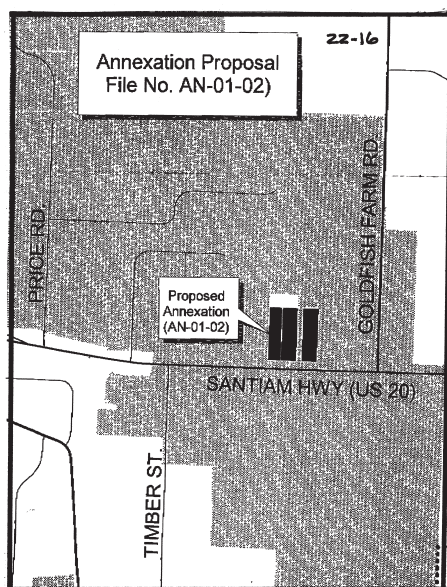 22-16
Annexation Proposal
File No. AN-01-02)
PRICE RD.
GOLDFISH FARM RD.
Proposed
Annexation
(AN-01-02)
SANTIAM HWY (US 20)
TIMBER ST.